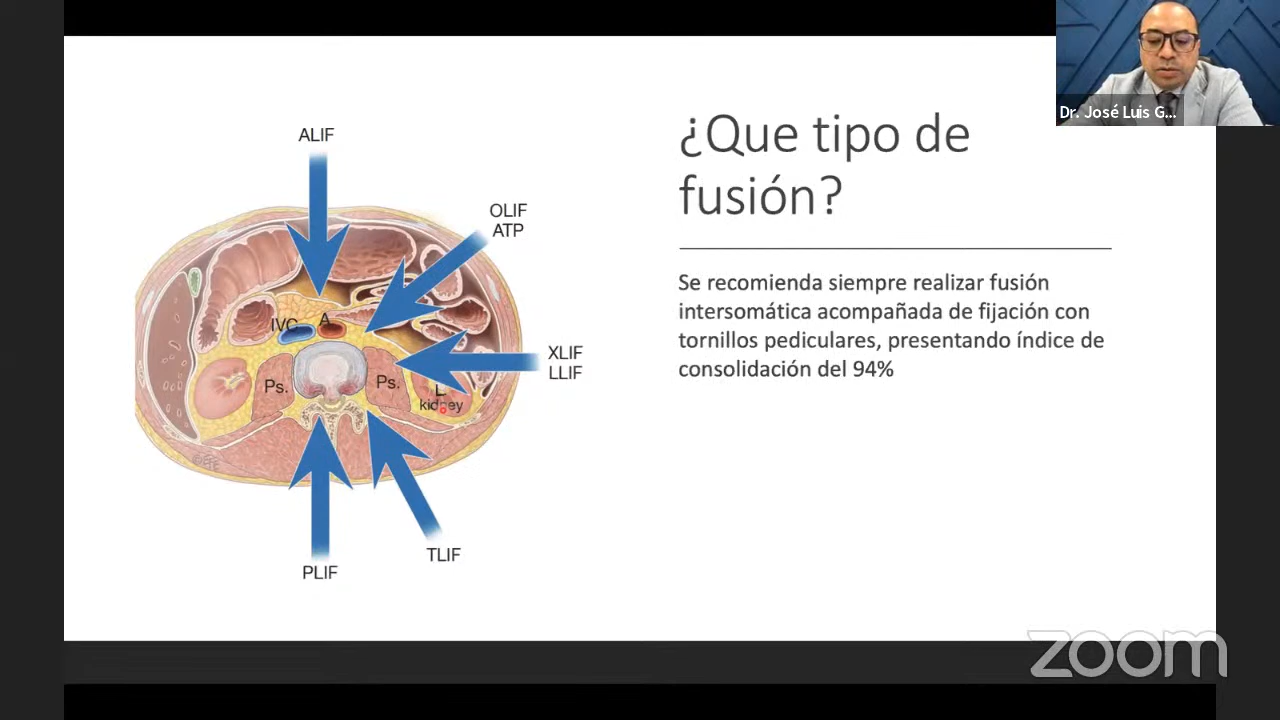 Dr. José Luis G...
¿Que tipo de
fusión?
Se recomienda siempre realizar fusión
intersomática acompañada de fijación con
tornillos pediculares, presentando índice de
consolidación del 94%
ALIF
OLIF
ATP
XLIF
LLIF
IVC
A
Ps.
Ps.
L
kidney
TLIF
PLIF
zoom